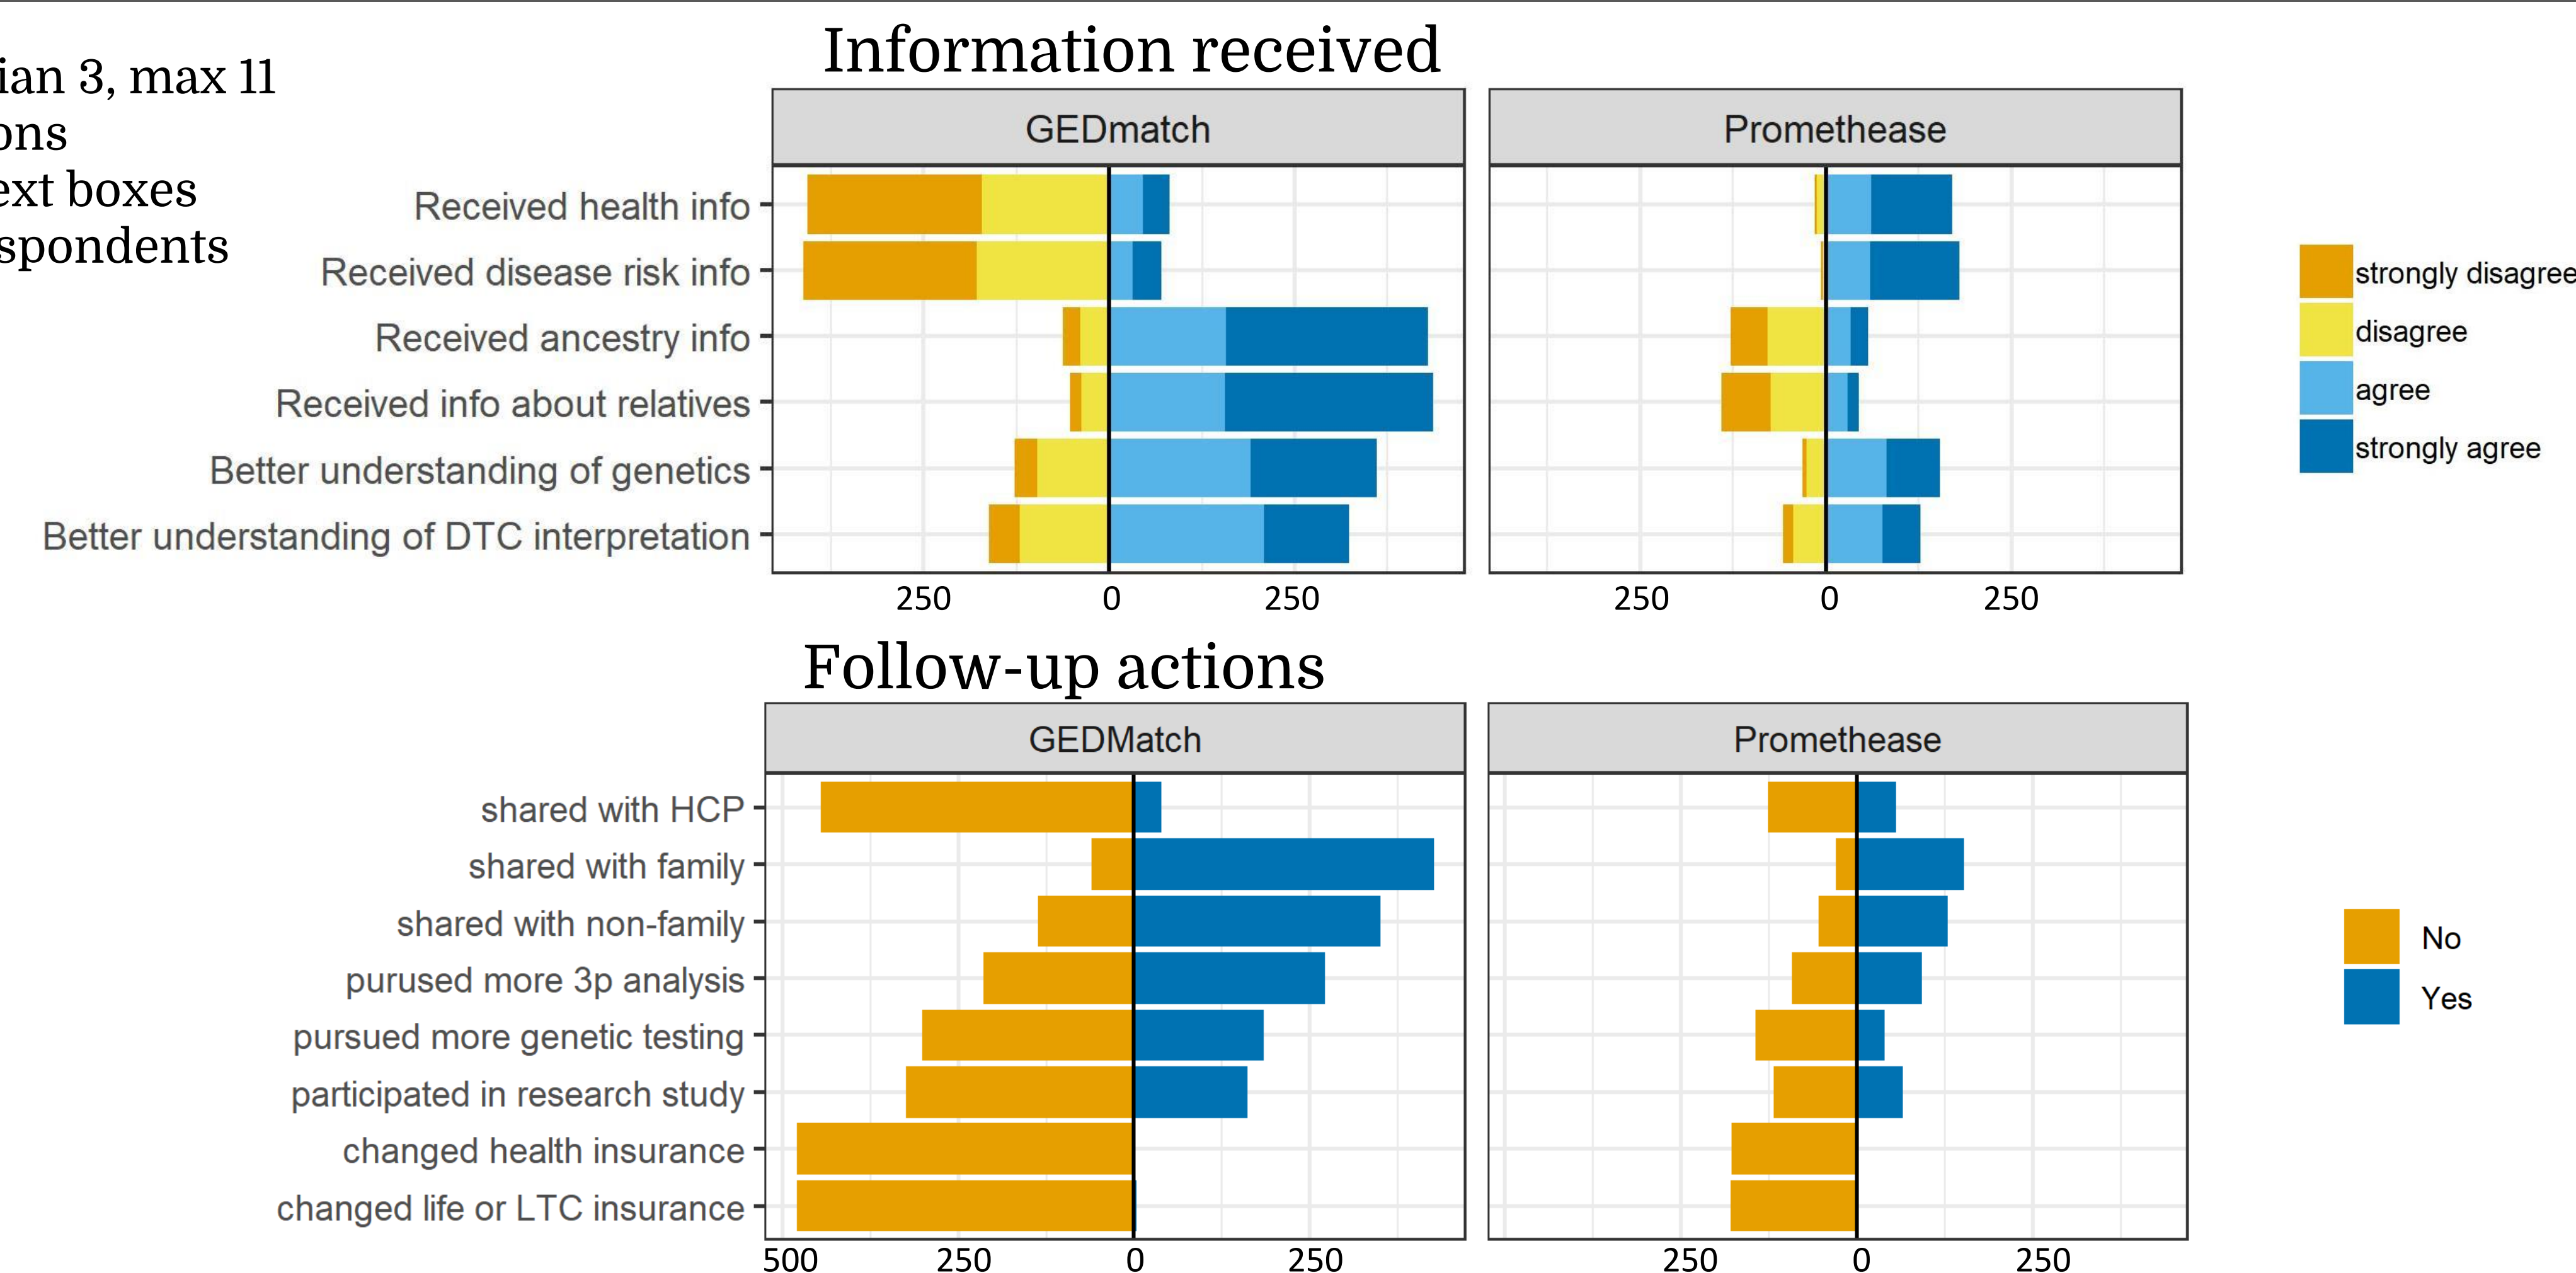 ian 3, max 11
ons
ext boxes
spondents
Information received
GEDmatch
Promethease
Received health info
Received disease risk info
Received ancestry info
Received info about relatives
Better understanding of genetics
Better understanding of DTC interpretation
250 0 250
250 0 250
strongly disagree
disagree
agree
strongly agree
Follow-up actions
GEDMatch
Promethease
shared with HCP
shared with family
shared with non-family
purused more 3p analysis
pursued more genetic testing
participated in research study
changed health insurance
changed life or LTC insurance
500 250 0 250
250 0 250
No
Yes